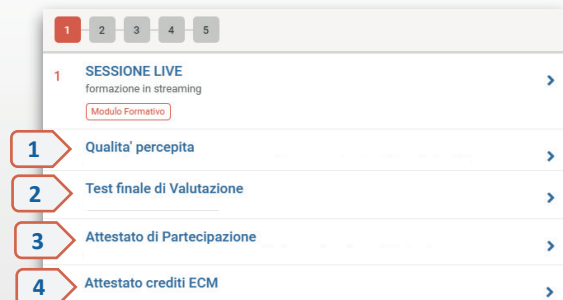 1 2 3 4 5
1 SESSIONE LIVE
formazione in streaming
Modulo Formativo
1 Qualita' percepita
2 Test finale di Valutazione
3 Attestato di Partecipazione
4 Attestato crediti ECM